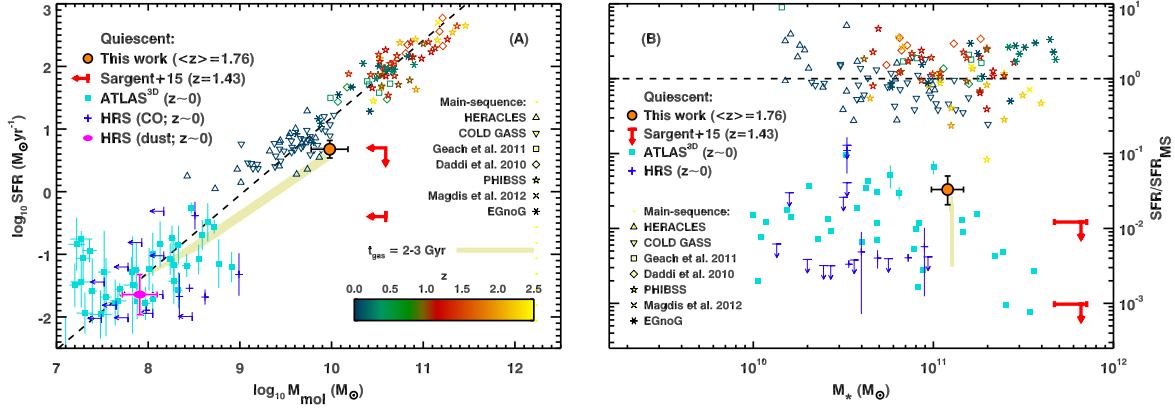 3
2
1
0
-1
-2
log₁₀ SFR (M☉yr⁻¹)
7
8
9
10
11
12
log₁₀ Mmol (M☉)
(A)
Quiescent:
This work (<z>=1.76)
Sargent+15 (z=1.43)
ATLAS³ᴰ (z~0)
HRS (CO; z~0)
HRS (dust; z~0)
Main-sequence:
HERACLES
COLD GASS
Geach et al. 2011
Daddi et al. 2010
PHIBSS
Magdis et al. 2012
EGnoG
tgas = 2-3 Gyr
z
0.0
0.5
1.0
1.5
2.0
2.5
(B)
Quiescent:
This work (<z>=1.76)
Sargent+15 (z=1.43)
ATLAS³ᴰ (z~0)
HRS (z~0)
Main-sequence:
HERACLES
COLD GASS
Geach et al. 2011
Daddi et al. 2010
PHIBSS
Magdis et al. 2012
EGnoG
10¹
10⁰
10⁻¹
10⁻²
10⁻³
SFR/SFRMS
10¹⁰
10¹¹
10¹²
M* (M☉)